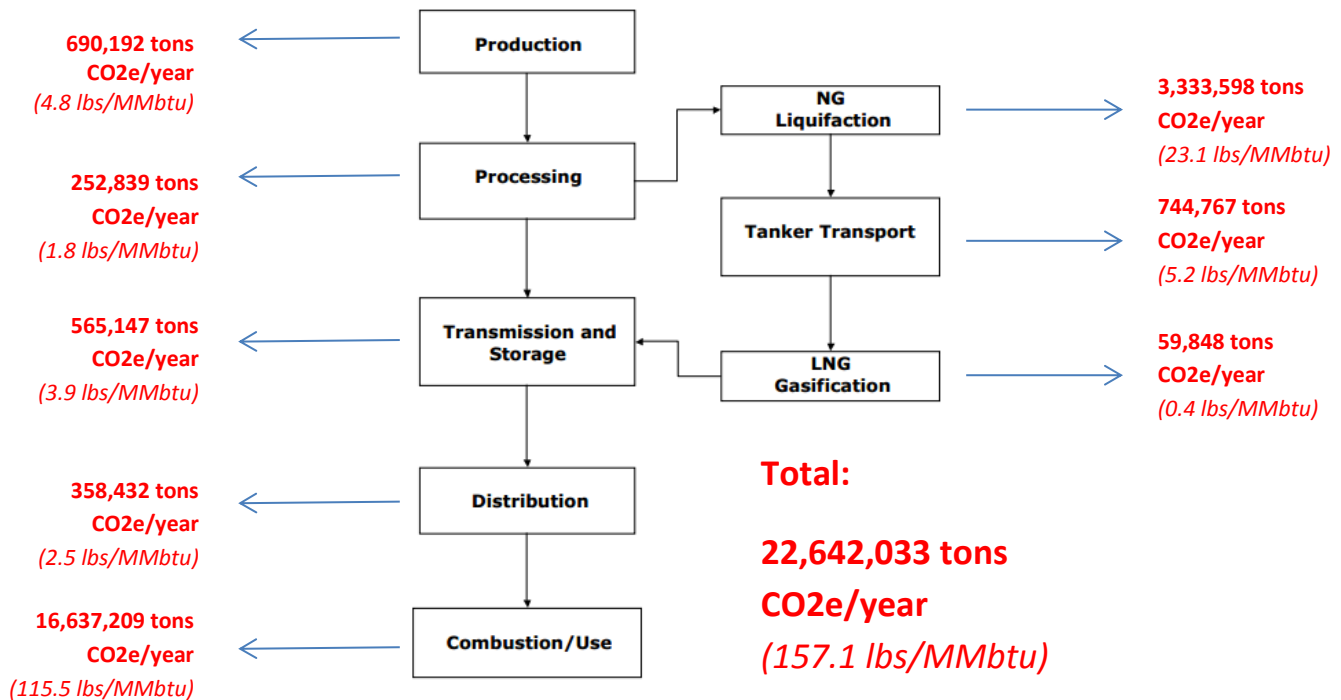 690,192 tons
CO2e/year
(4.8 lbs/MMbtu)
Production
NG
Liquifaction
3,333,598 tons
CO2e/year
(23.1 lbs/MMbtu)
252,839 tons
CO2e/year
(1.8 lbs/MMbtu)
Processing
Tanker Transport
744,767 tons
CO2e/year
(5.2 lbs/MMbtu)
565,147 tons
CO2e/year
(3.9 lbs/MMbtu)
Transmission and
Storage
LNG
Gasification
59,848 tons
CO2e/year
(0.4 lbs/MMbtu)
358,432 tons
CO2e/year
(2.5 lbs/MMbtu)
Distribution
Total:
22,642,033 tons
CO2e/year
(157.1 lbs/MMbtu)
16,637,209 tons
CO2e/year
(115.5 lbs/MMbtu)
Combustion/Use